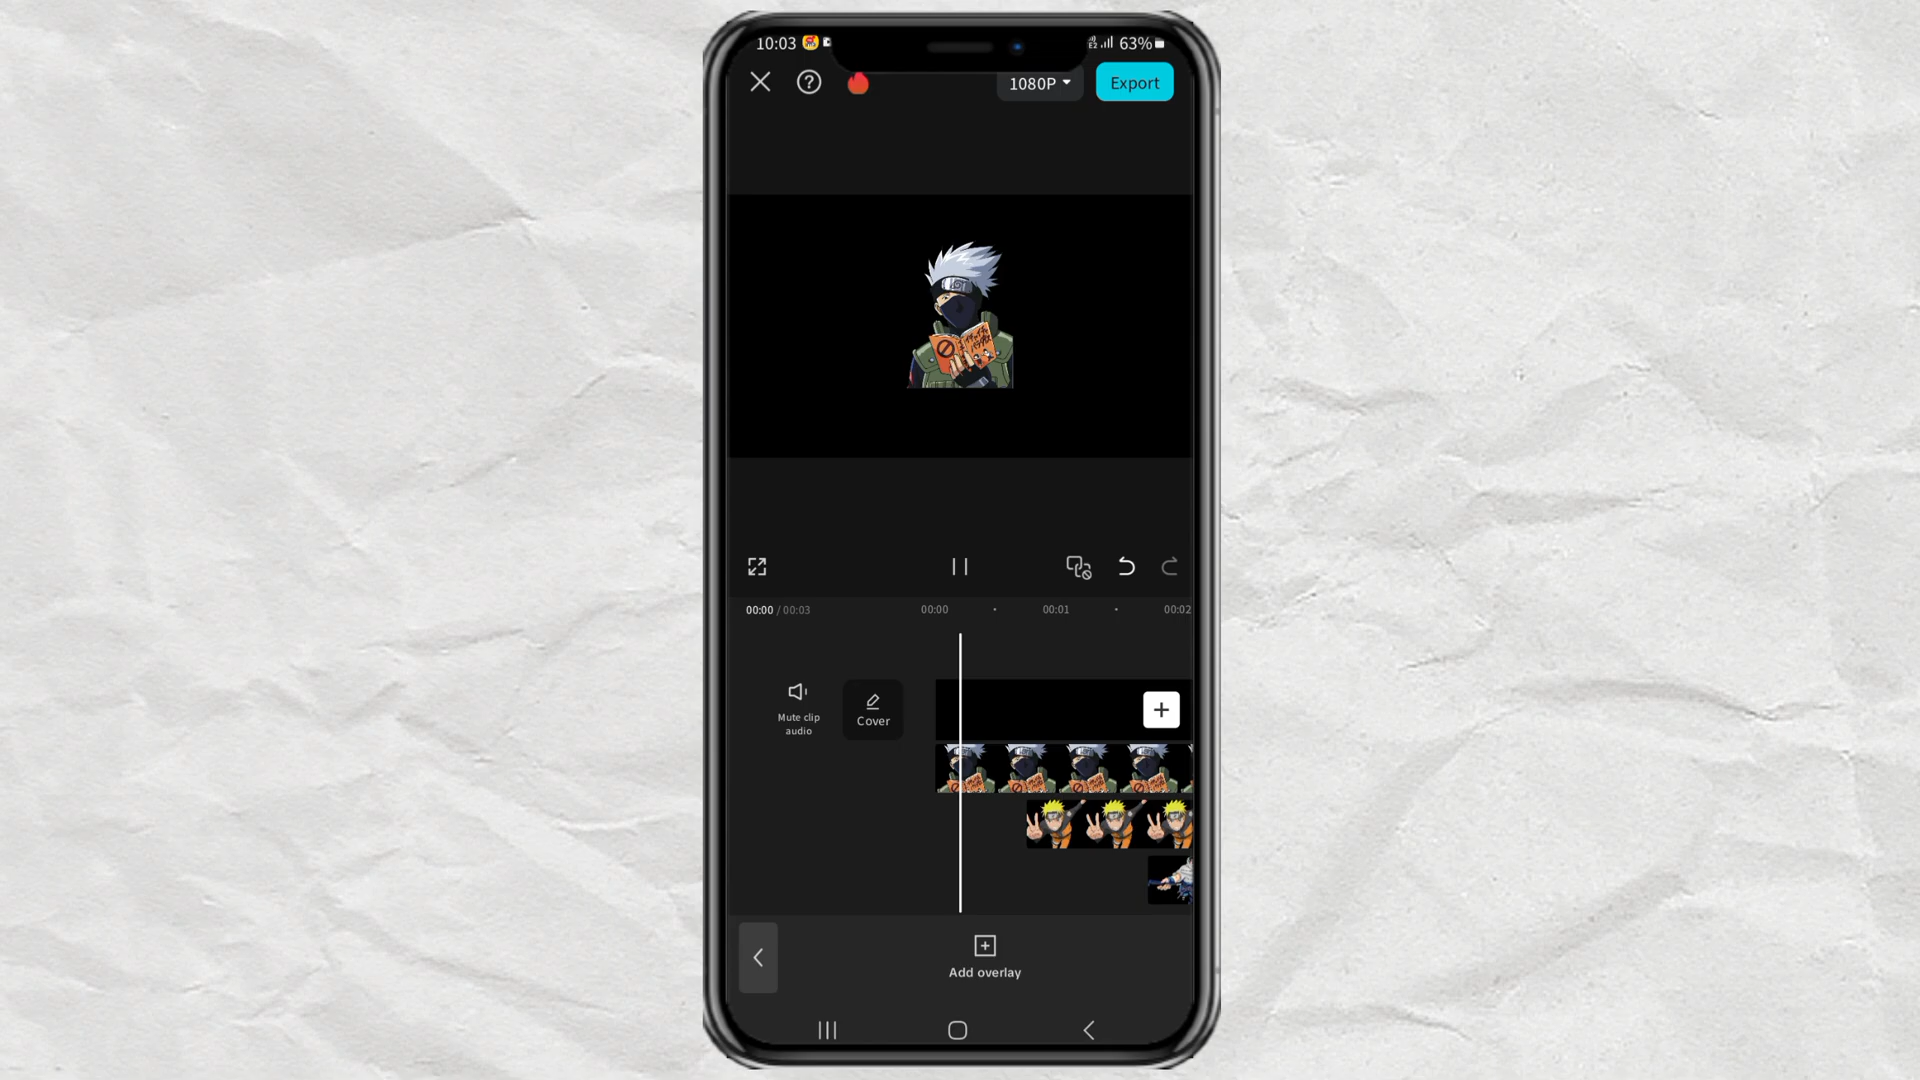 10:03
63%
1080P
Export
00:00 / 00:03
00:00
00:01
00:02
Mute clip
audio
Cover
Add overlay